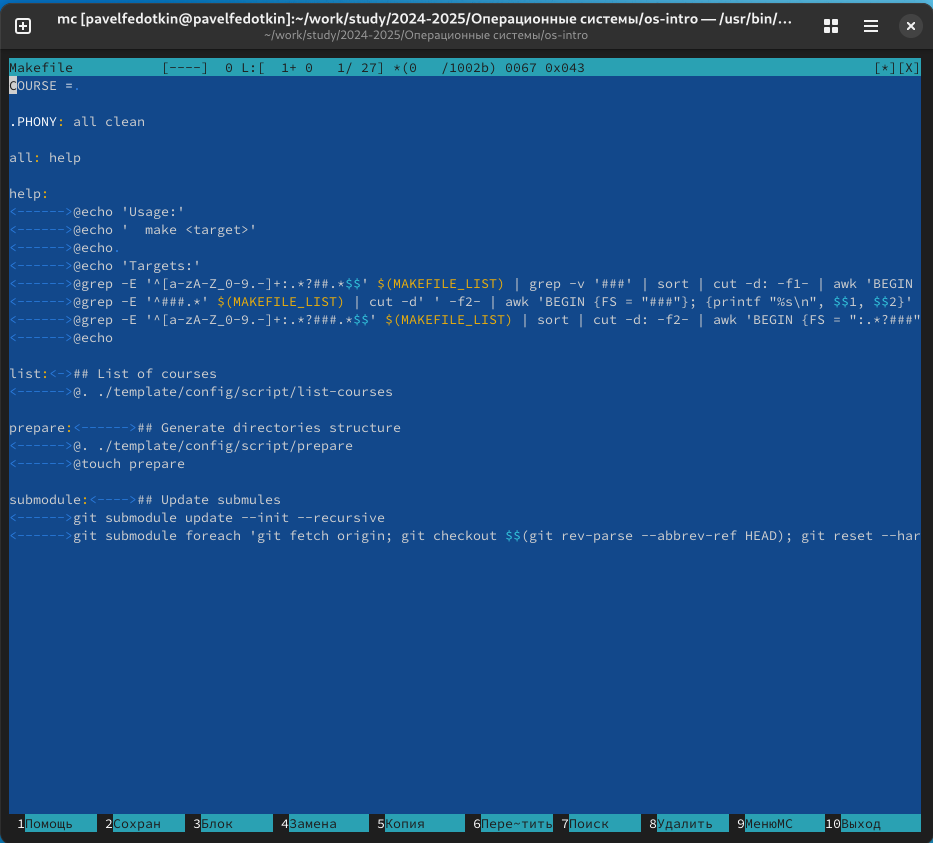 mc [pavelfedotkin@pavelfedotkin]:~/work/study/2024-2025/Операционные системы/os-intro — /usr/bin/...
~/work/study/2024-2025/Операционные системы/os-intro
Makefile [----] 0 L:[ 1+ 0 1/ 27] *(0 /1002b) 0067 0x043 [*][X]
COURSE =.

.PHONY: all clean

all: help

help:
<------>@echo 'Usage:'
<------>@echo '  make <target>'
<------>@echo.
<------>@echo 'Targets:'
<------>@grep -E '^[a-zA-Z_0-9.-]+:.*?##.*$$' $(MAKEFILE_LIST) | grep -v '###' | sort | cut -d: -f1- | awk 'BEGIN
<------>@grep -E '^###.*' $(MAKEFILE_LIST) | cut -d' ' -f2- | awk 'BEGIN {FS = "###"}; {printf "%s\n", $$1, $$2}'
<------>@grep -E '^[a-zA-Z_0-9.-]+:.*?###.*$$' $(MAKEFILE_LIST) | sort | cut -d: -f2- | awk 'BEGIN {FS = ":.*?###"
<------>@echo

list:<->## List of courses
<------>@. ./template/config/script/list-courses

prepare:<------>## Generate directories structure
<------>@. ./template/config/script/prepare
<------>@touch prepare

submodule:<---->## Update submules
<------>git submodule update --init --recursive
<------>git submodule foreach 'git fetch origin; git checkout $$(git rev-parse --abbrev-ref HEAD); git reset --har
1Помощь 2Сохран 3Блок 4Замена 5Копия 6Пере~тить 7Поиск 8Удалить 9МенюМС 10Выход